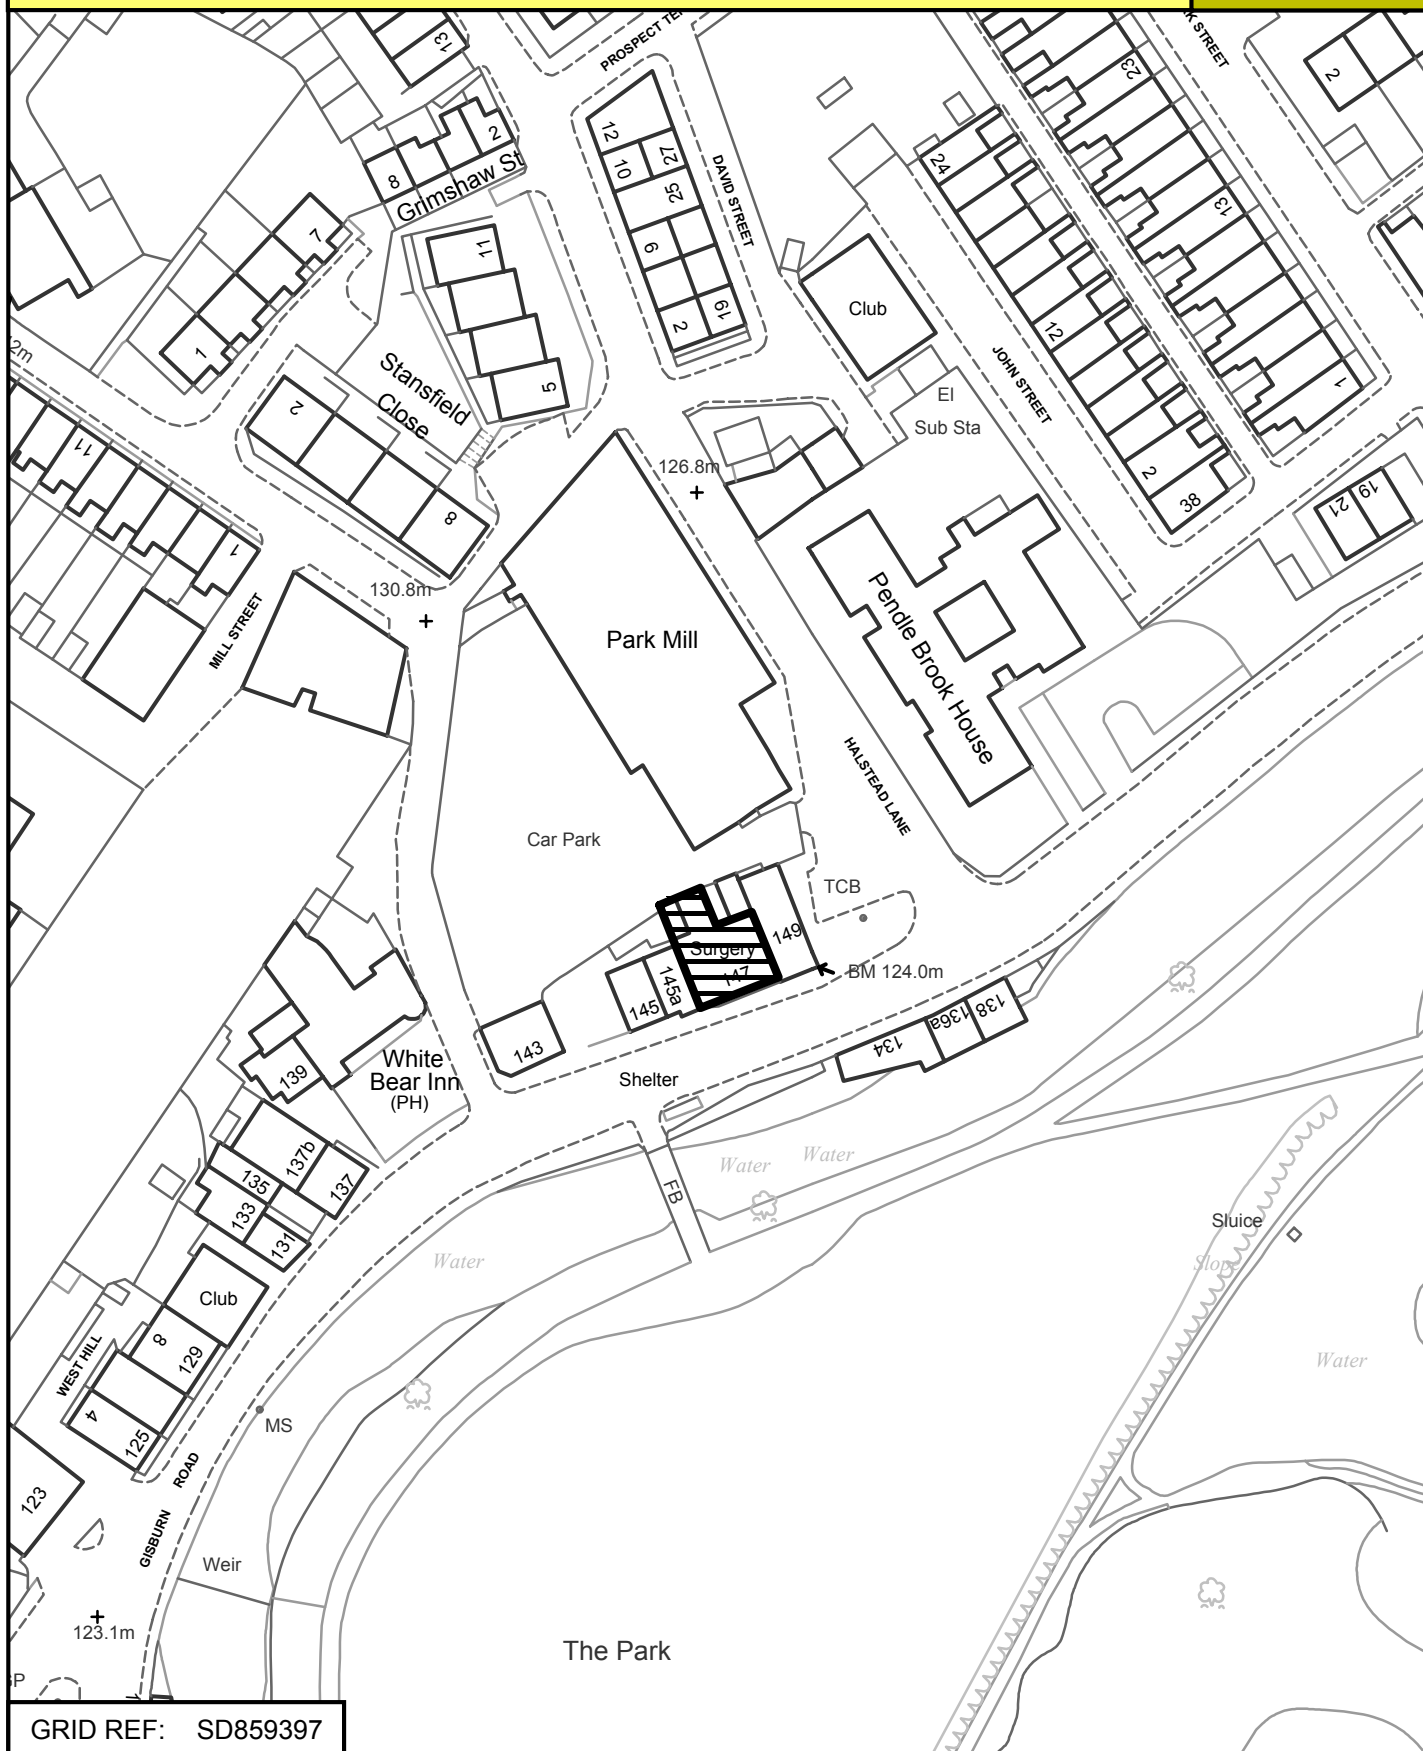 PROSPECT TE
K STREET
13
23
2
2
12
8
Grimshaw St
10
27
24
DAVID STREET
25
13
7
11
9
Club
12
19
2
1
2m
Stansfield
Close
5
JOHN STREET
1
El
Sub Sta
2
11
126.8m
2
38
21
19
8
1
130.8m
MILL STREET
Park Mill
Pendle Brook House
HALSTEAD LANE
Car Park
TCB
149
Surgery
147
BM 124.0m
145a
145
138
136a
134
143
White
Bear Inn
(PH)
139
Shelter
137b
Water
Water
135
137
FB
133
Sluice
131
Water
Slope
Club
8
WEST HILL
129
Water
4
125
MS
GISBURN ROAD
123
Weir
123.1m
The Park
GRID REF: SD859397